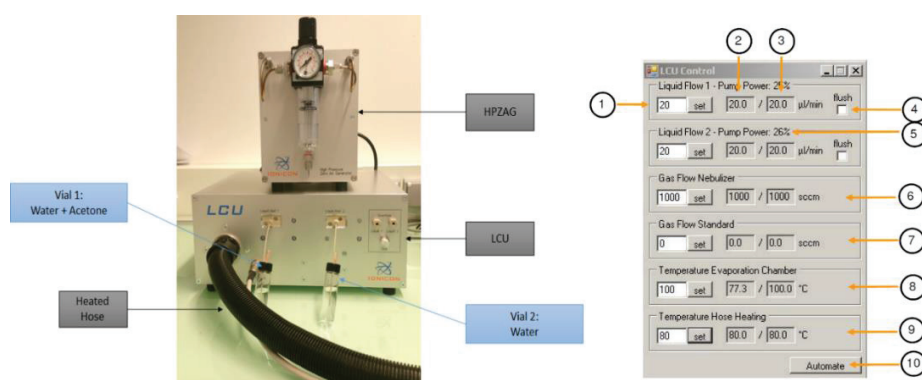 HPZAG
Vial 1:
Water + Acetone
LCU
LCU
IONICON
Heated
Hose
Vial 2:
Water
1
2
3
4
5
6
7
8
9
10
LCU Control
Liquid Flow 1 - Pump Power: 25%
20 set 20.0 / 20.0 µl/min flush
Liquid Flow 2 - Pump Power: 26%
20 set 20.0 / 20.0 µl/min flush
Gas Flow Nebulizer
1000 set 1000 / 1000 sccm
Gas Flow Standard
0 set 0.0 / 0.0 sccm
Temperature Evaporation Chamber
100 set 77.3 / 100.0 °C
Temperature Hose Heating
80 set 80.0 / 80.0 °C
Automate